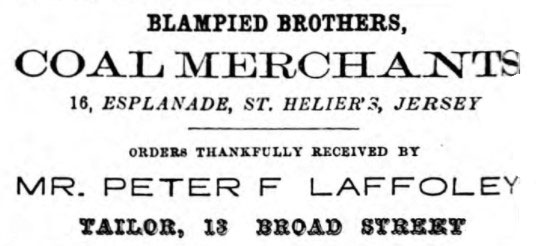 BLAMPIED BROTHERS,
COAL MERCHANTS
16, ESPLANADE, ST. HELIER'S, JERSEY
ORDERS THANKFULLY RECEIVED BY
MR. PETER F LAFFOLEY
TAILOR, 13 BROAD STREET